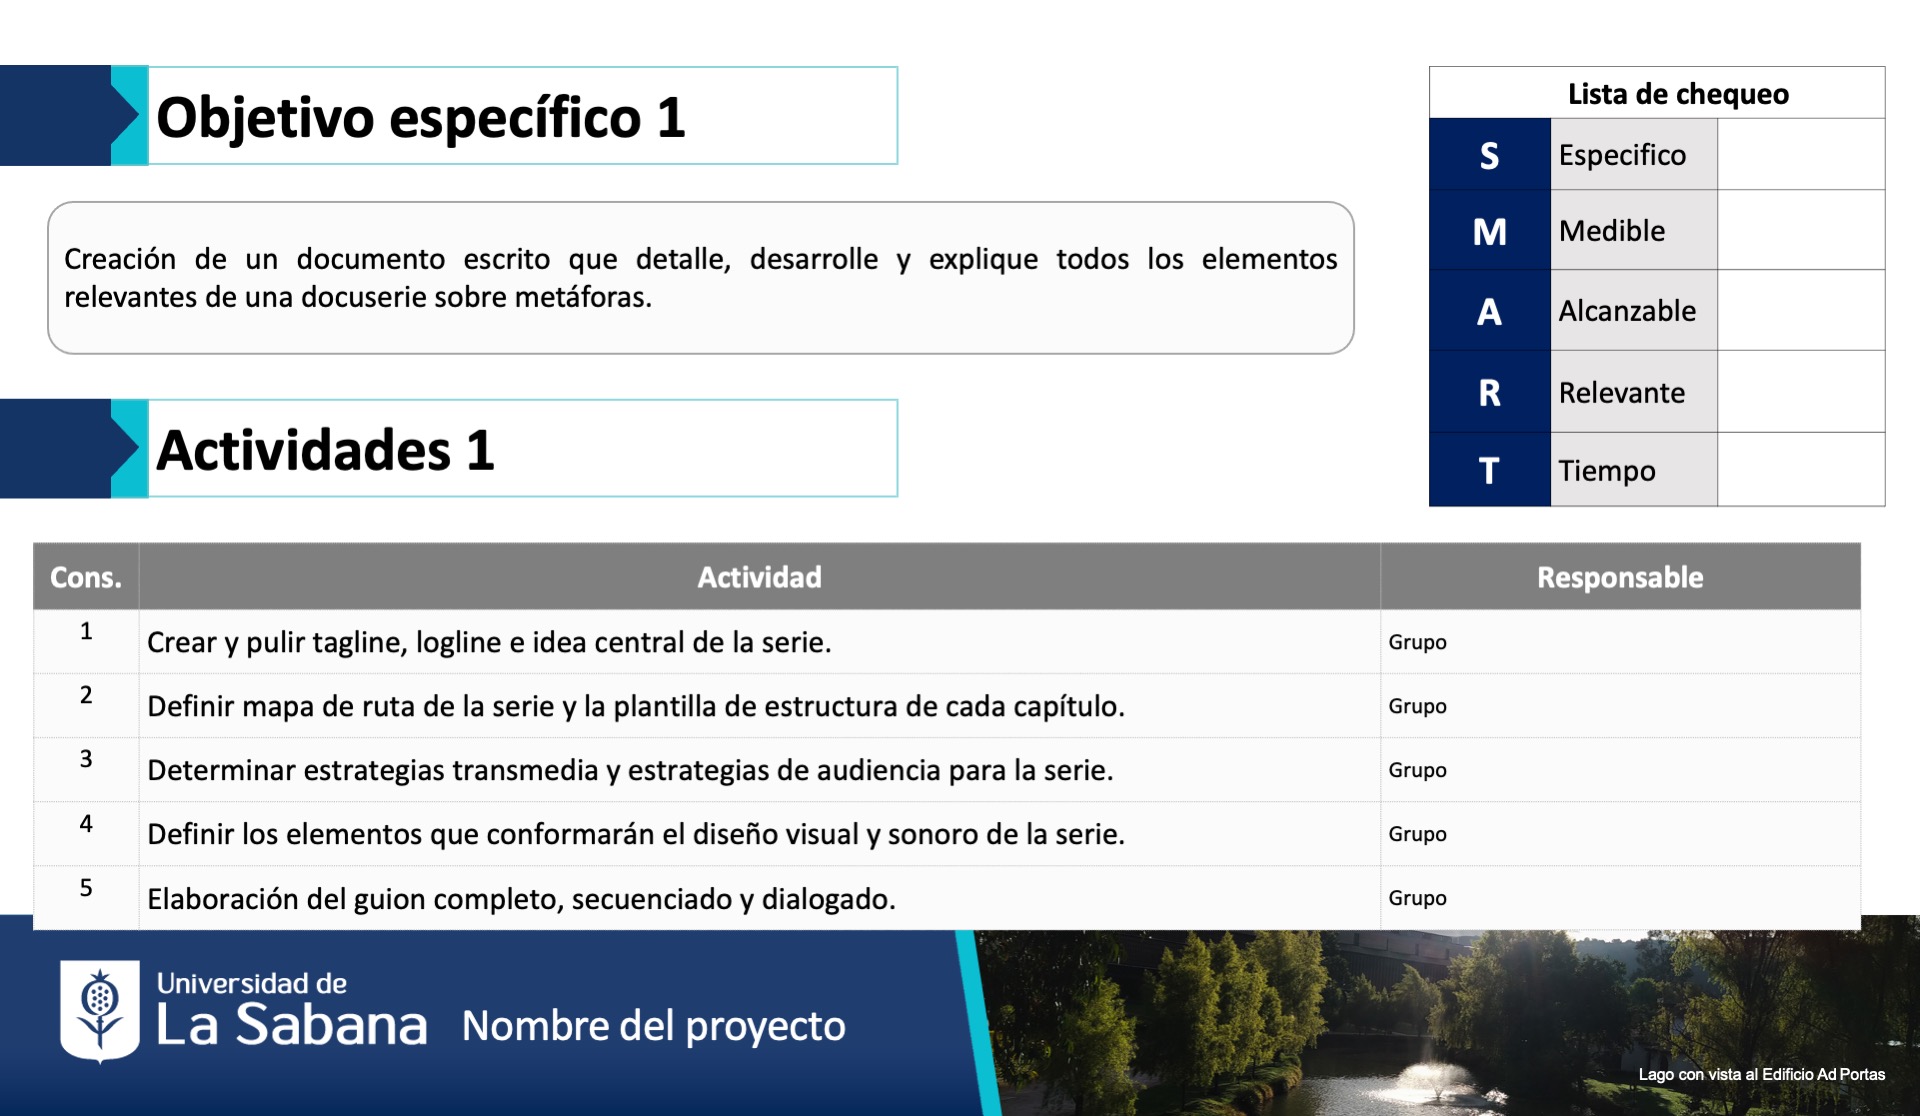 Objetivo específico 1
Creación de un documento escrito que detalle, desarrolle y explique todos los elementos
relevantes de una docuserie sobre metáforas.
Lista de chequeo
S Especifico
M Medible
A Alcanzable
R Relevante
T Tiempo
Actividades 1
Cons. Actividad Responsable
1 Crear y pulir tagline, logline e idea central de la serie. Grupo
2 Definir mapa de ruta de la serie y la plantilla de estructura de cada capítulo. Grupo
3 Determinar estrategias transmedia y estrategias de audiencia para la serie. Grupo
4 Definir los elementos que conformarán el diseño visual y sonoro de la serie. Grupo
5 Elaboración del guion completo, secuenciado y dialogado. Grupo
Universidad de
La Sabana
Nombre del proyecto
Lago con vista al Edificio Ad Portas